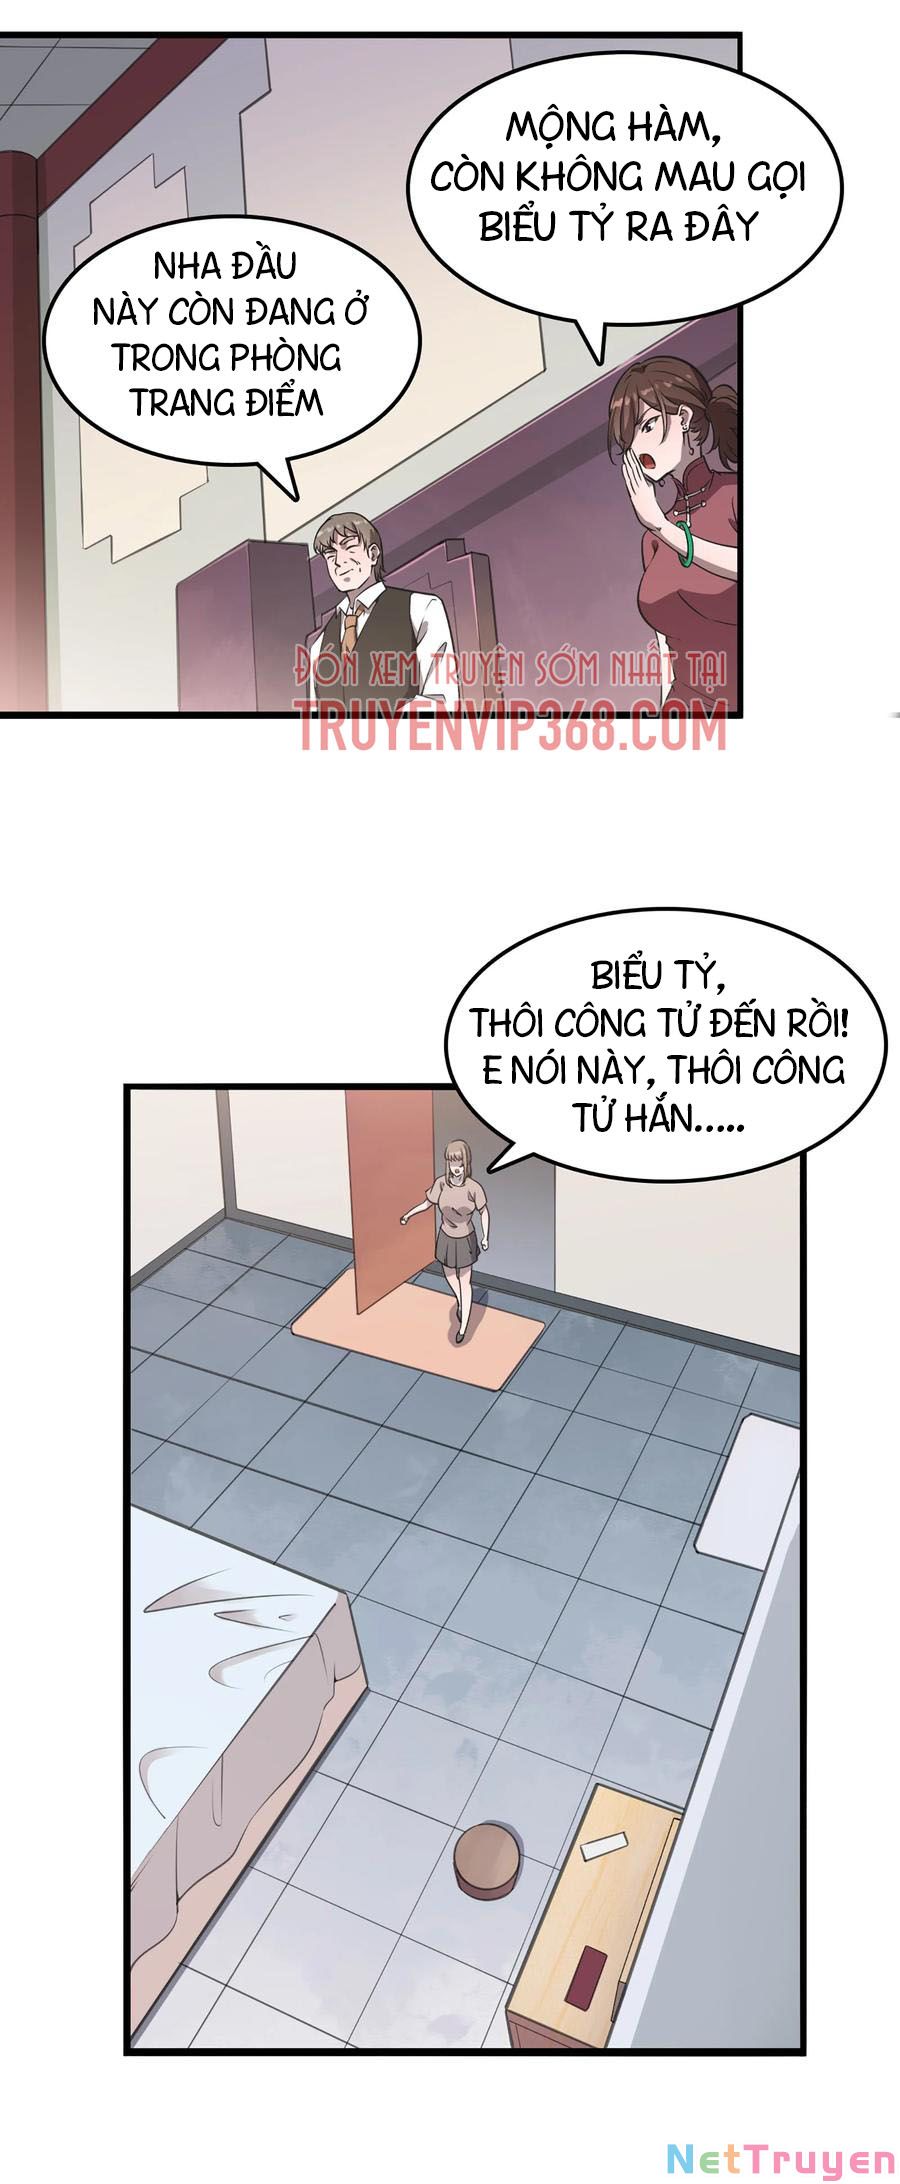 MỘNG HÀM,
CÒN KHÔNG MAU GỌI
BIỂU TỶ RA ĐÂY
NHA ĐẦU
NÀY CÒN ĐANG Ở
TRONG PHÒNG
TRANG ĐIỂM
ĐÓN XEM TRUYỆN SỚM NHẤT TẠI
TRUYENVIP368.COM
BIỂU TỶ,
THÔI CÔNG TỬ ĐẾN RỒI!
E NÓI NÀY, THÔI CÔNG
TỬ HẮN.....
NetTruyen